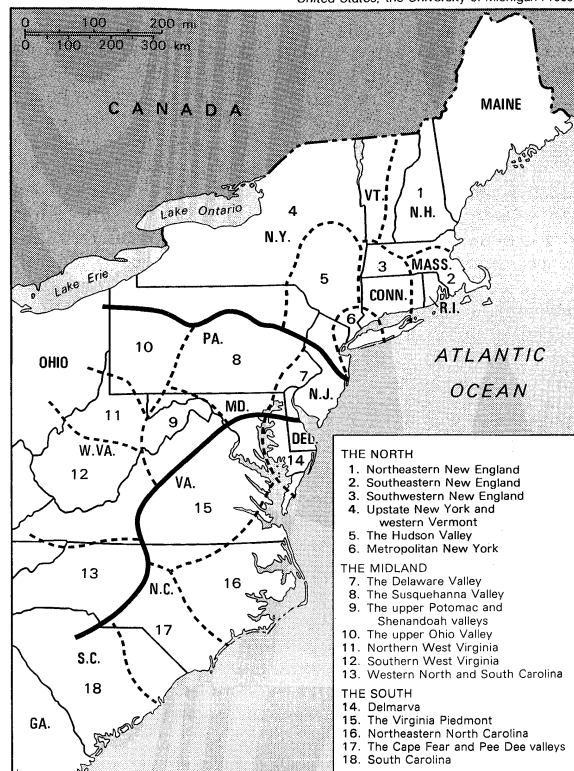 United States, the University of Michigan Press
0 100 200 mi
0 100 200 300 km
CANADA
MAINE
Lake Ontario
VT.
1
N.H.
4
N.Y.
3
MASS.
2
5
CONN.
R.I.
Lake Erie
6
PA.
10
8
OHIO
7
N.J.
ATLANTIC
OCEAN
MD.
11
9
DEL.
W.VA.
14
12
VA.
15
13
N.C.
16
17
S.C.
18
GA.
THE NORTH
1. Northeastern New England
2. Southeastern New England
3. Southwestern New England
4. Upstate New York and
western Vermont
5. The Hudson Valley
6. Metropolitan New York
THE MIDLAND
7. The Delaware Valley
8. The Susquehanna Valley
9. The upper Potomac and
Shenandoah valleys
10. The upper Ohio Valley
11. Northern West Virginia
12. Southern West Virginia
13. Western North and South Carolina
THE SOUTH
14. Delmarva
15. The Virginia Piedmont
16. Northeastern North Carolina
17. The Cape Fear and Pee Dee valleys
18. South Carolina